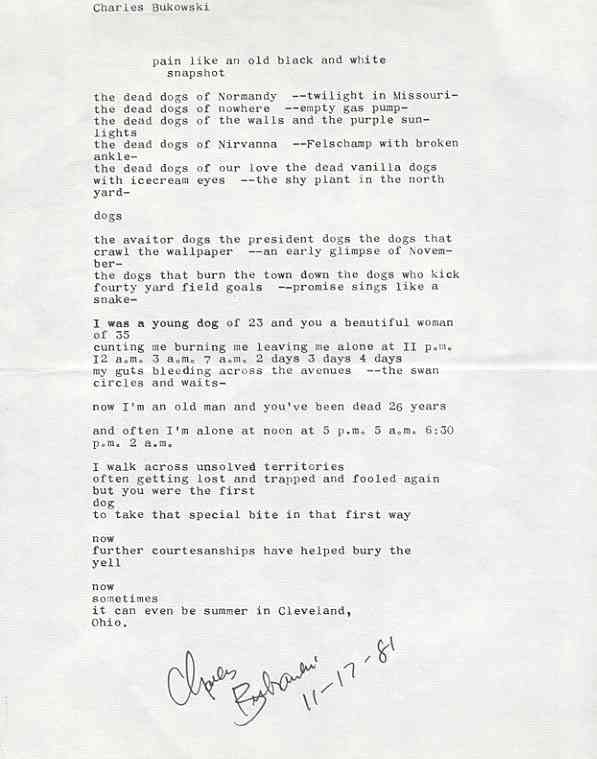 Charles Bukowski
pain like an old black and white
snapshot
the dead dogs of Normandy --twilight in Missouri-
the dead dogs of nowhere --empty gas pump-
the dead dogs of the walls and the purple sun-
lights
the dead dogs of Nirvanna --Felschamp with broken
ankle-
the dead dogs of our love the dead vanilla dogs
with icecream eyes --the shy plant in the north
yard-
dogs
the avaitor dogs the president dogs the dogs that
crawl the wallpaper --an early glimpse of Novem-
ber-
the dogs that burn the town down the dogs who kick
fourty yard field goals --promise sings like a
snake-
I was a young dog of 23 and you a beautiful woman
of 35
cunting me burning me leaving me alone at II p.m.
I2 a.m. 3 a.m. 7 a.m. 2 days 3 days 4 days
my guts bleeding across the avenues --the swan
circles and waits-
now I'm an old man and you've been dead 26 years
and often I'm alone at noon at 5 p.m. 5 a.m. 6:30
p.m. 2 a.m.
I walk across unsolved territories
often getting lost and trapped and fooled again
but you were the first
dog
to take that special bite in that first way
now
further courtesanships have helped bury the
yell
now
sometimes
it can even be summer in Cleveland,
Ohio.
Charles
Bukowski
11-17-81